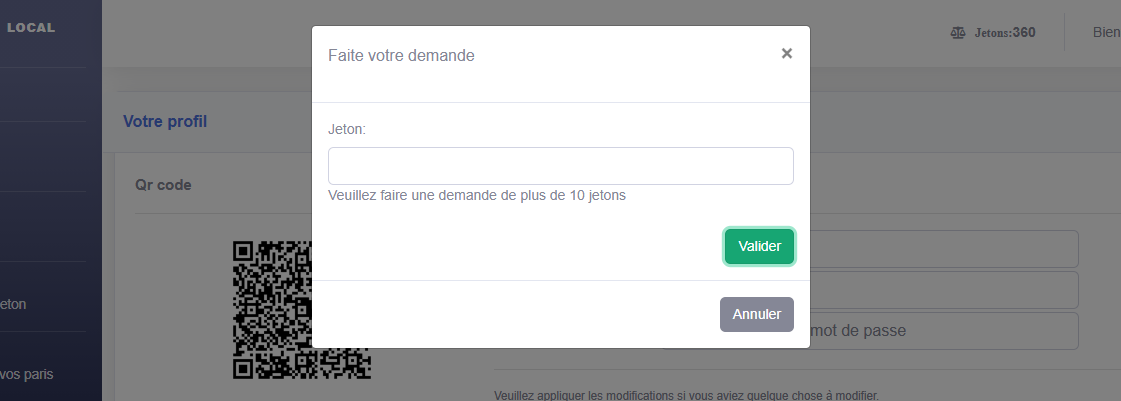 LOCAL
Jetons:360
Bien
Faite votre demande
×
Votre profil
Jeton:
Veuillez faire une demande de plus de 10 jetons
Qr code
Valider
eton
Annuler
mot de passe
vos paris
Veuillez appliquer les modifications si vous aviez quelque chose à modifier.